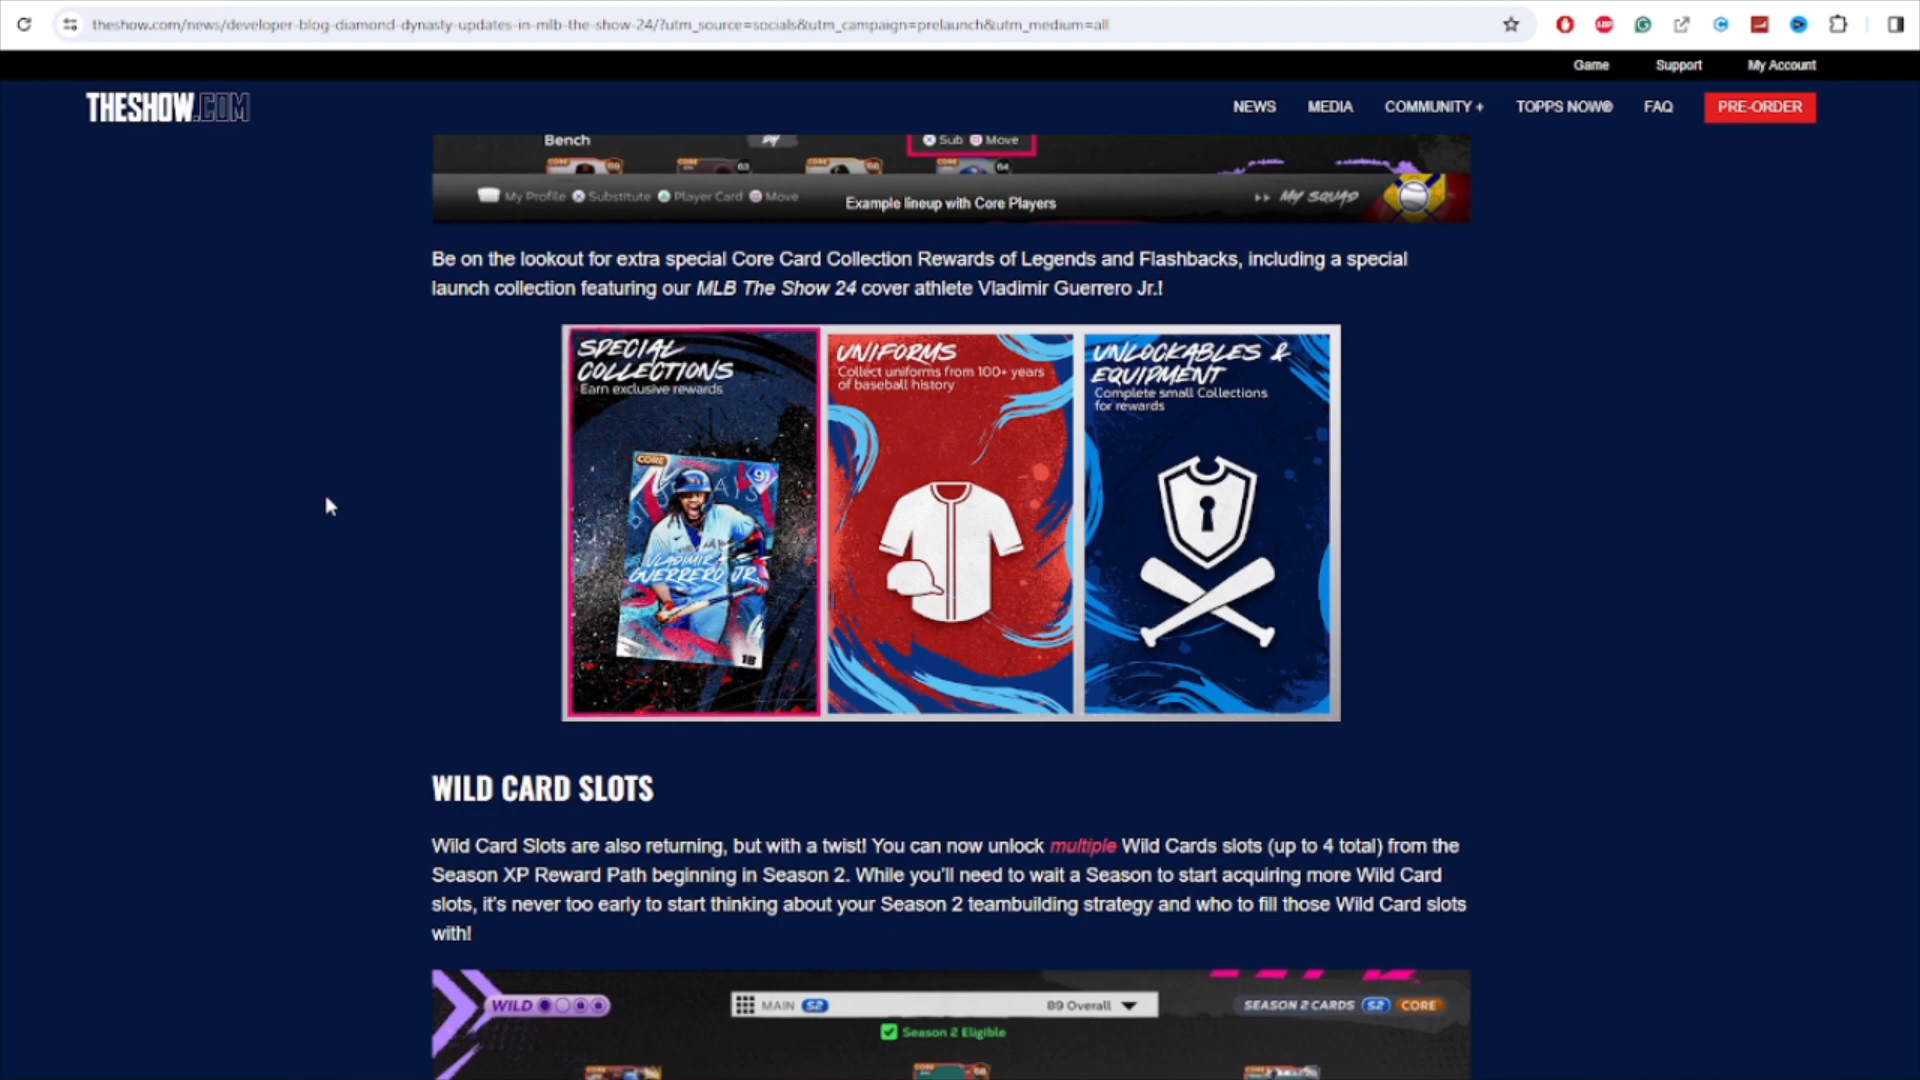 theshow.com/news/developer-blog-diamond-dynasty-updates-in-mlb-the-show-24/?utm_source=socials&utm_campaign=prelaunch&utm_medium=all
Game Support My Account
THESHOW.COM
NEWS MEDIA COMMUNITY + TOPPS NOW® FAQ PRE-ORDER
Bench
Sub Move
My Profile Substitute Player Card Move
Example lineup with Core Players
MY SQUAD
Be on the lookout for extra special Core Card Collection Rewards of Legends and Flashbacks, including a special
launch collection featuring our MLB The Show 24 cover athlete Vladimir Guerrero Jr.!
SPECIAL
COLLECTIONS
Earn exclusive rewards
CORE
91
VLADIMIR
GUERRERO JR.
18
UNIFORMS
Collect uniforms from 100+ years
of baseball history
UNLOCKABLES &
EQUIPMENT
Complete small Collections
for rewards
WILD CARD SLOTS
Wild Card Slots are also returning, but with a twist! You can now unlock multiple Wild Cards slots (up to 4 total) from the
Season XP Reward Path beginning in Season 2. While you'll need to wait a Season to start acquiring more Wild Card
slots, it's never too early to start thinking about your Season 2 teambuilding strategy and who to fill those Wild Card slots
with!
WILD
MAIN S2 89 Overall
SEASON 2 CARDS S2 CORE
Season 2 Eligible